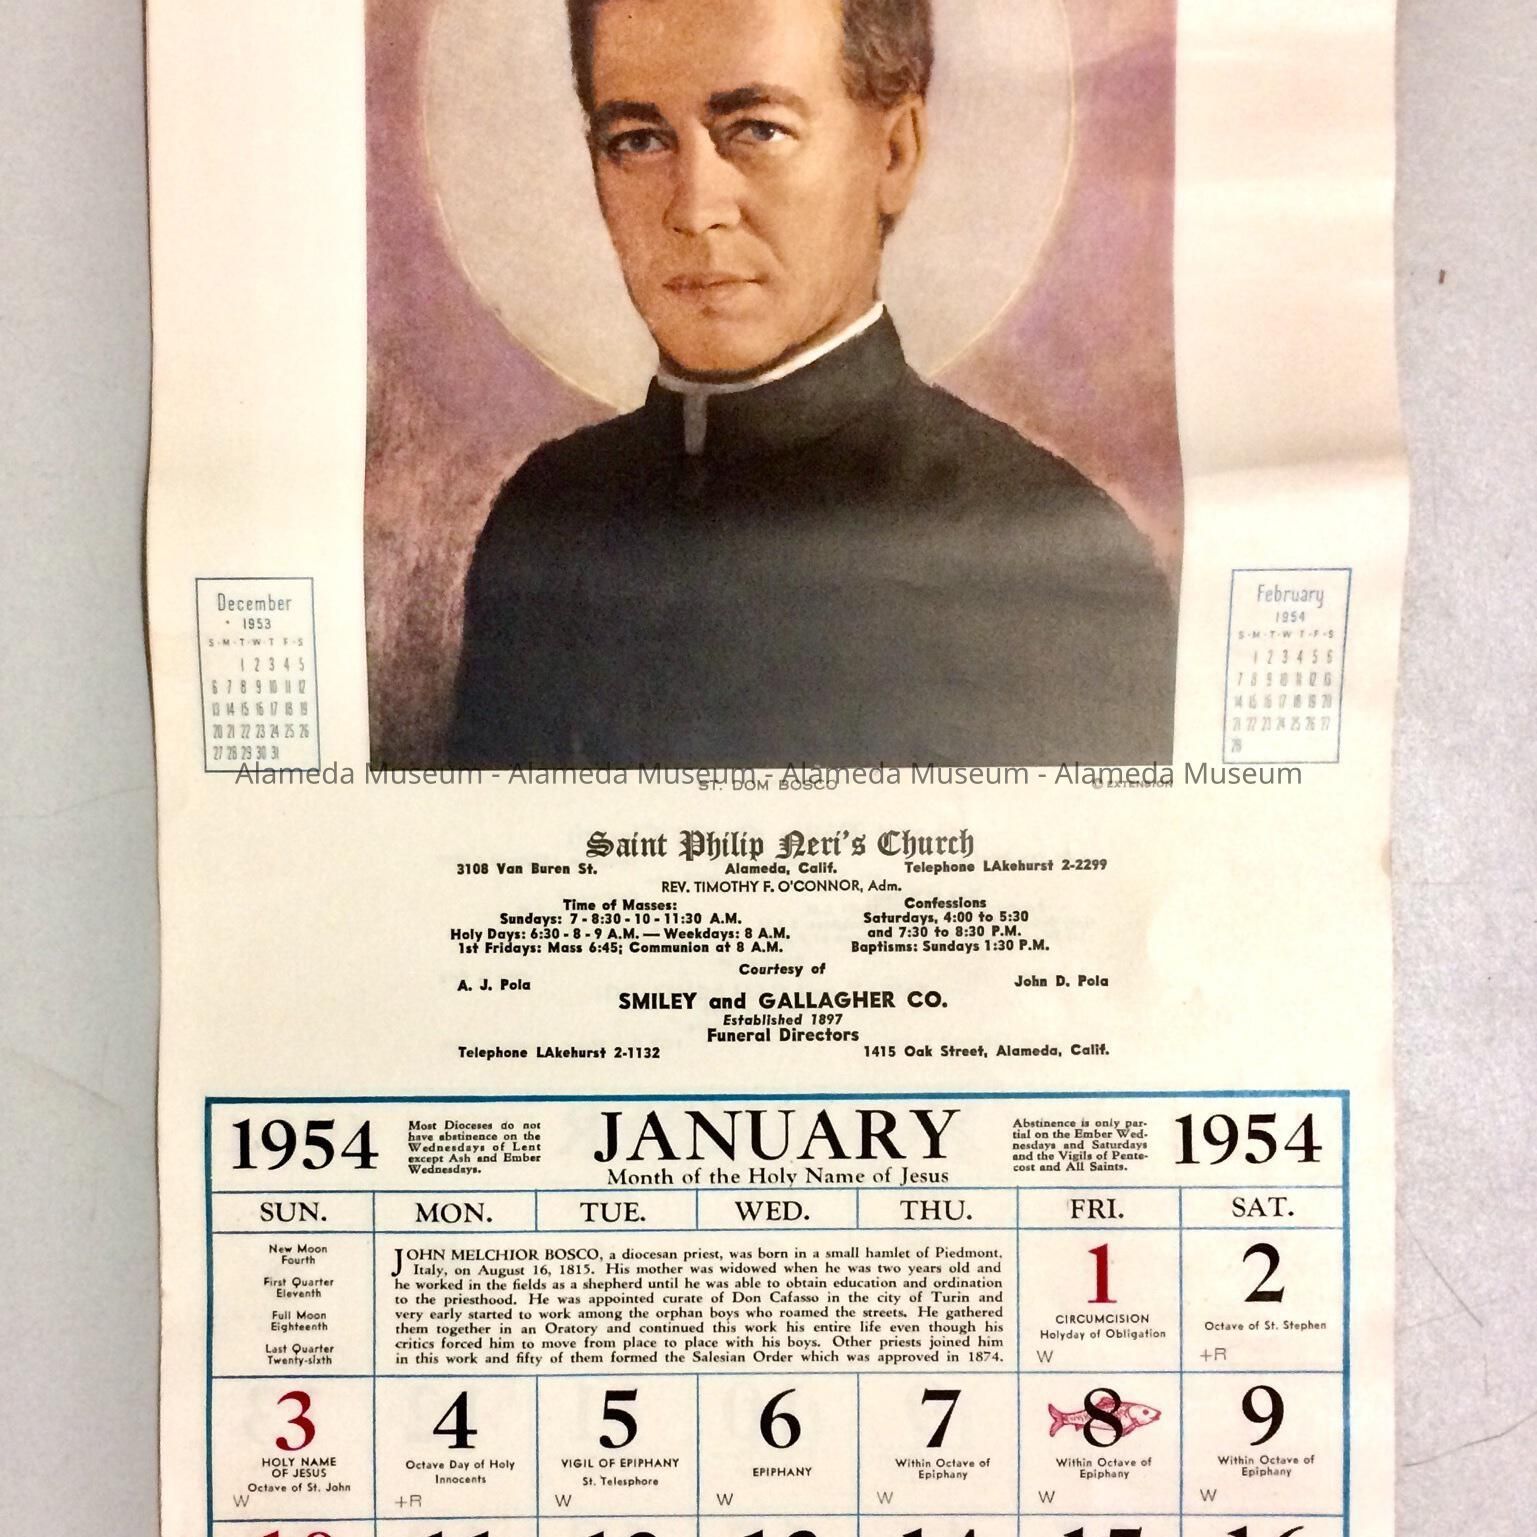 December
1953
S-M-T-W-T F-S
1 2 3 4 5
6 7 8 9 10 11 12
13 14 15 16 17 18 19
20 21 22 23 24 25 26
27 28 29 30 31
February
1954
S-M-T-W T-F-S
1 2 3 4 5 6
7 8 9 10 11 12 13
14 15 16 17 18 19 20
21 22 23 24 25 26 27
28
Alameda Museum - Alameda Museum - Alameda Museum - Alameda Museum
ST. DOM BOSCO
© EXTENSION
Saint Philip Neri's Church
3108 Van Buren St. Alameda, Calif. Telephone LAkehurst 2-2299
REV. TIMOTHY F. O'CONNOR, Adm.
Time of Masses:
Sundays: 7 - 8:30 - 10 - 11:30 A.M.
Holy Days: 6:30 - 8 - 9 A.M. — Weekdays: 8 A.M.
1st Fridays: Mass 6:45; Communion at 8 A.M.
Confessions
Saturdays, 4:00 to 5:30
and 7:30 to 8:30 P.M.
Baptisms: Sundays 1:30 P.M.
Courtesy of
A. J. Pola John D. Pola
SMILEY and GALLAGHER CO.
Established 1897
Funeral Directors
Telephone LAkehurst 2-1132 1415 Oak Street, Alameda, Calif.
1954
Most Dioceses do not
have abstinence on the
Wednesdays of Lent
except Ash and Ember
Wednesdays.
JANUARY
Month of the Holy Name of Jesus
Abstinence is only par-
tial on the Ember Wed-
nesdays and Saturdays
and the Vigils of Pente-
cost and All Saints.
1954
SUN. MON. TUE. WED. THU. FRI. SAT.
New Moon
Fourth
First Quarter
Eleventh
Full Moon
Eighteenth
Last Quarter
Twenty-sixth
JOHN MELCHIOR BOSCO, a diocesan priest, was born in a small hamlet of Piedmont,
Italy, on August 16, 1815. His mother was widowed when he was two years old and
he worked in the fields as a shepherd until he was able to obtain education and ordination
to the priesthood. He was appointed curate of Don Cafasso in the city of Turin and
very early started to work among the orphan boys who roamed the streets. He gathered
them together in an Oratory and continued this work his entire life even though his
critics forced him to move from place to place with his boys. Other priests joined him
in this work and fifty of them formed the Salesian Order which was approved in 1874.
1
CIRCUMCISION
Holyday of Obligation
W
2
Octave of St. Stephen
+R
3
HOLY NAME
OF JESUS
Octave of St. John
W
4
Octave Day of Holy
Innocents
+R
5
VIGIL OF EPIPHANY
St. Telesphore
W
6
EPIPHANY
W
7
Within Octave of
Epiphany
W
8
Within Octave of
Epiphany
W
9
Within Octave of
Epiphany
W
10 11 12 13 14 15 16